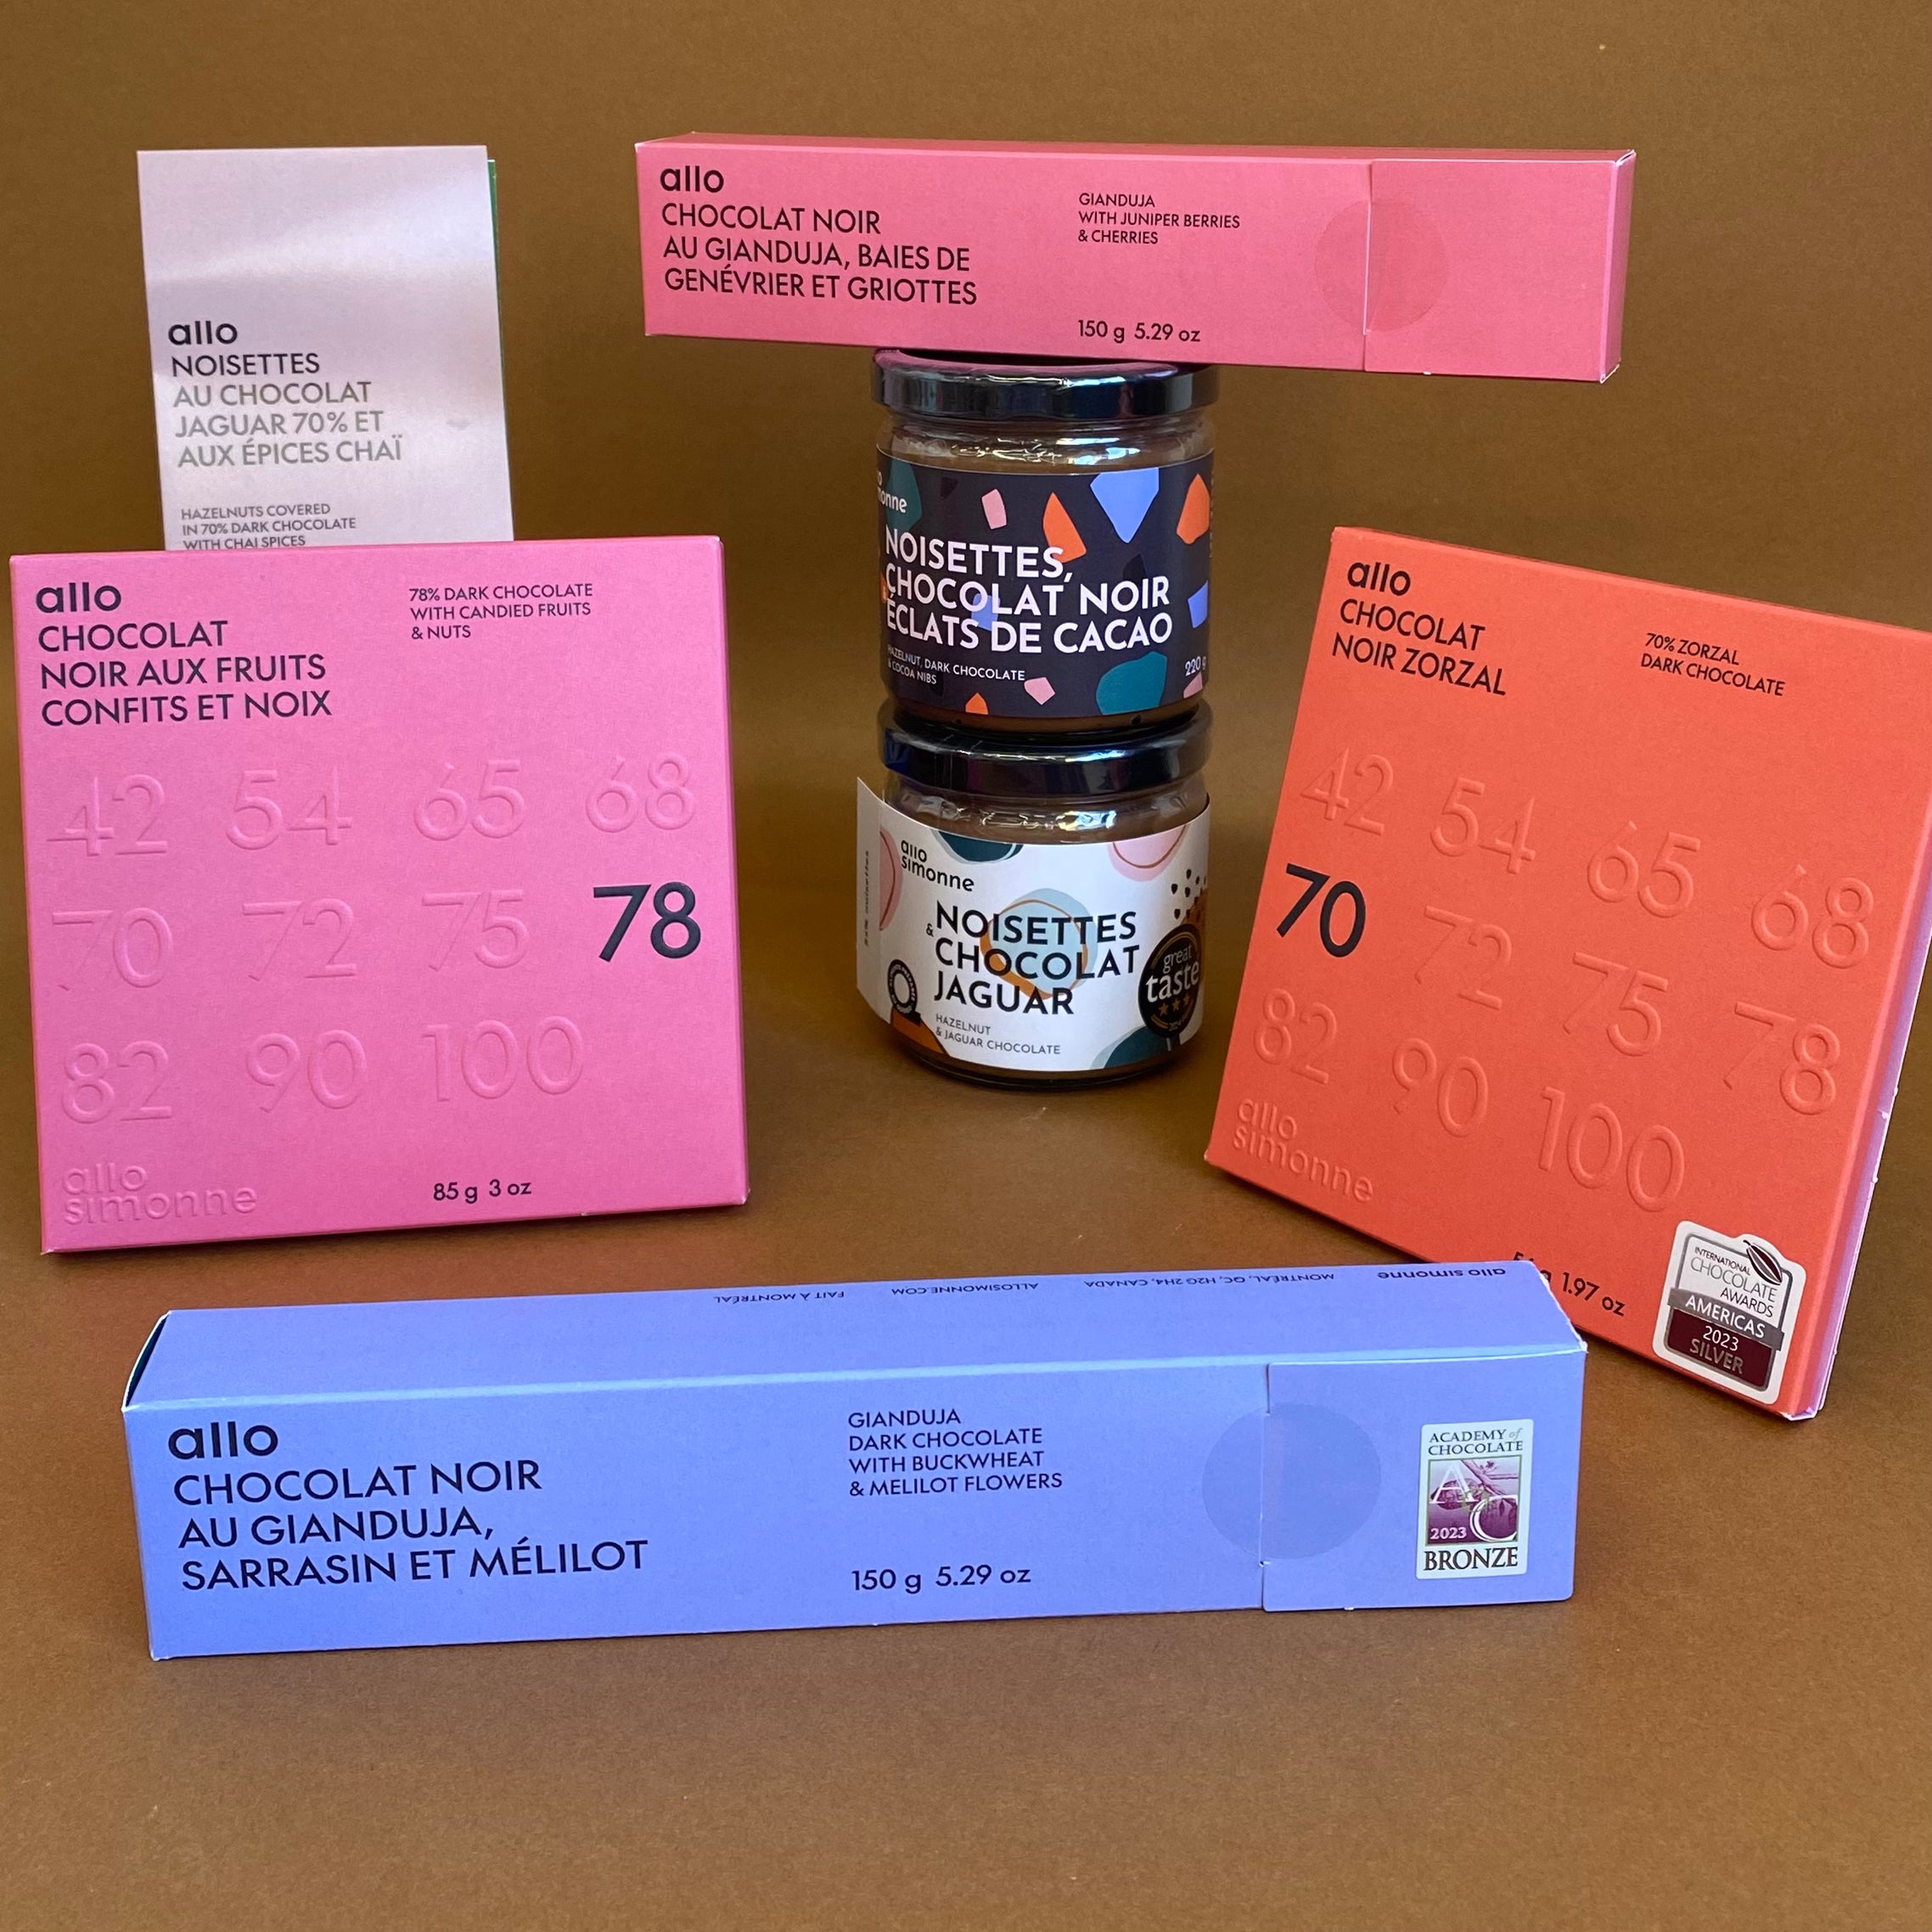 allo
NOISETTES
AU CHOCOLAT
JAGUAR 70% ET
AUX ÉPICES CHAÏ
HAZELNUTS COVERED
IN 70% DARK CHOCOLATE
WITH CHAI SPICES
allo
CHOCOLAT NOIR
AU GIANDUJA, BAIES DE
GENÉVRIER ET GRIOTTES
GIANDUJA
WITH JUNIPER BERRIES
& CHERRIES
150 g 5.29 oz
NOISETTES,
CHOCOLAT NOIR
ÉCLATS DE CACAO
HAZELNUT, DARK CHOCOLATE
& COCOA NIBS
220 g
allo
simonne
NOISETTES
& CHOCOLAT
JAGUAR
HAZELNUT
& JAGUAR CHOCOLATE
great
taste
allo
CHOCOLAT
NOIR AUX FRUITS
CONFITS ET NOIX
78% DARK CHOCOLATE
WITH CANDIED FRUITS
& NUTS
42 54 65 68
70 72 75 78
82 90 100
allo
simonne
85 g 3 oz
allo
CHOCOLAT
NOIR ZORZAL
70% ZORZAL
DARK CHOCOLATE
42 54 65 68
70 72 75 78
82 90 100
allo
simonne
1.97 oz
INTERNATIONAL
CHOCOLATE
AWARDS
AMERICAS
2023
SILVER
allo simonne
MONTRÉAL, QC, H2G 2H4, CANADA
ALLOSIMONNE.COM
FAIT À MONTRÉAL
allo
CHOCOLAT NOIR
AU GIANDUJA,
SARRASIN ET MÉLILOT
GIANDUJA
DARK CHOCOLATE
WITH BUCKWHEAT
& MELILOT FLOWERS
150 g 5.29 oz
ACADEMY of
CHOCOLATE
2023
BRONZE